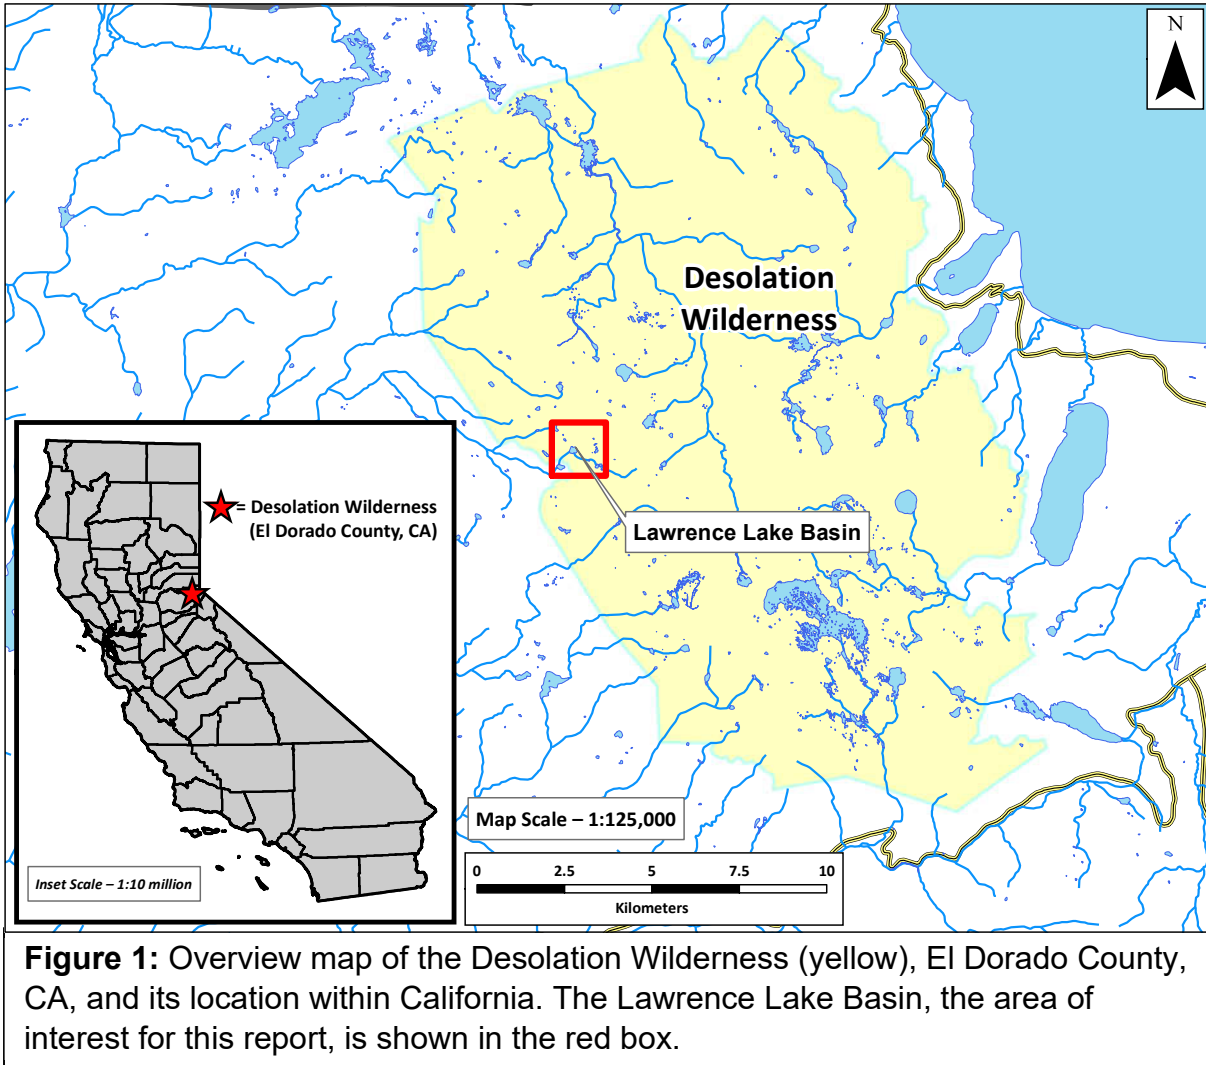 N
Desolation
Wilderness
Lawrence Lake Basin
= Desolation Wilderness
(El Dorado County, CA)
Inset Scale – 1:10 million
Map Scale – 1:125,000
0 2.5 5 7.5 10
Kilometers
Figure 1: Overview map of the Desolation Wilderness (yellow), El Dorado County,
CA, and its location within California. The Lawrence Lake Basin, the area of
interest for this report, is shown in the red box.